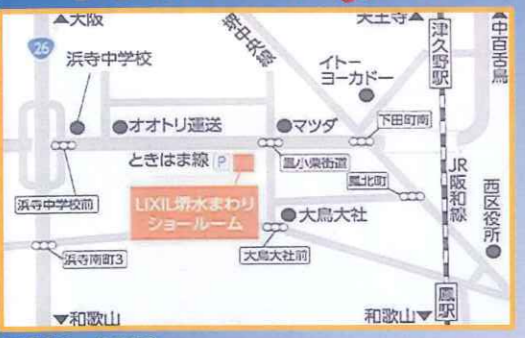 ▲大阪
堺中央線
天王寺▲
▲中百舌鳥
26
浜寺中学校
イトー
ヨーカドー
津久野駅
●オオトリ運送
●マツダ
下田町南
ときはま線 P
鳳小栗街道
鳳北町
JR阪和線
西区役所
浜寺中学校前
LIXIL堺水まわり
ショールーム
●大鳥大社
大鳥大社前
浜寺南町3
鳳駅
▼和歌山
和歌山▼